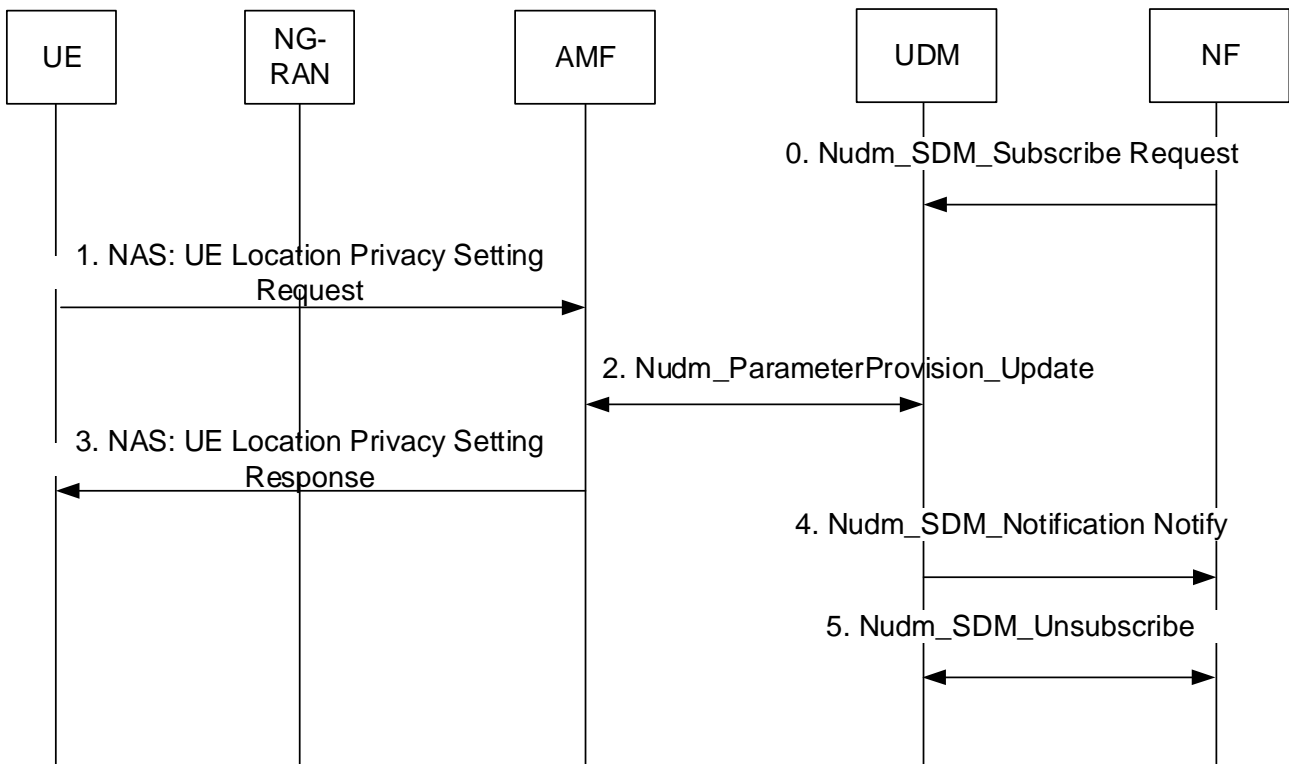 UE
NG-
RAN
AMF
UDM
NF
0. Nudm_SDM_Subscribe Request
1. NAS: UE Location Privacy Setting
Request
2. Nudm_ParameterProvision_Update
3. NAS: UE Location Privacy Setting
Response
4. Nudm_SDM_Notification Notify
5. Nudm_SDM_Unsubscribe